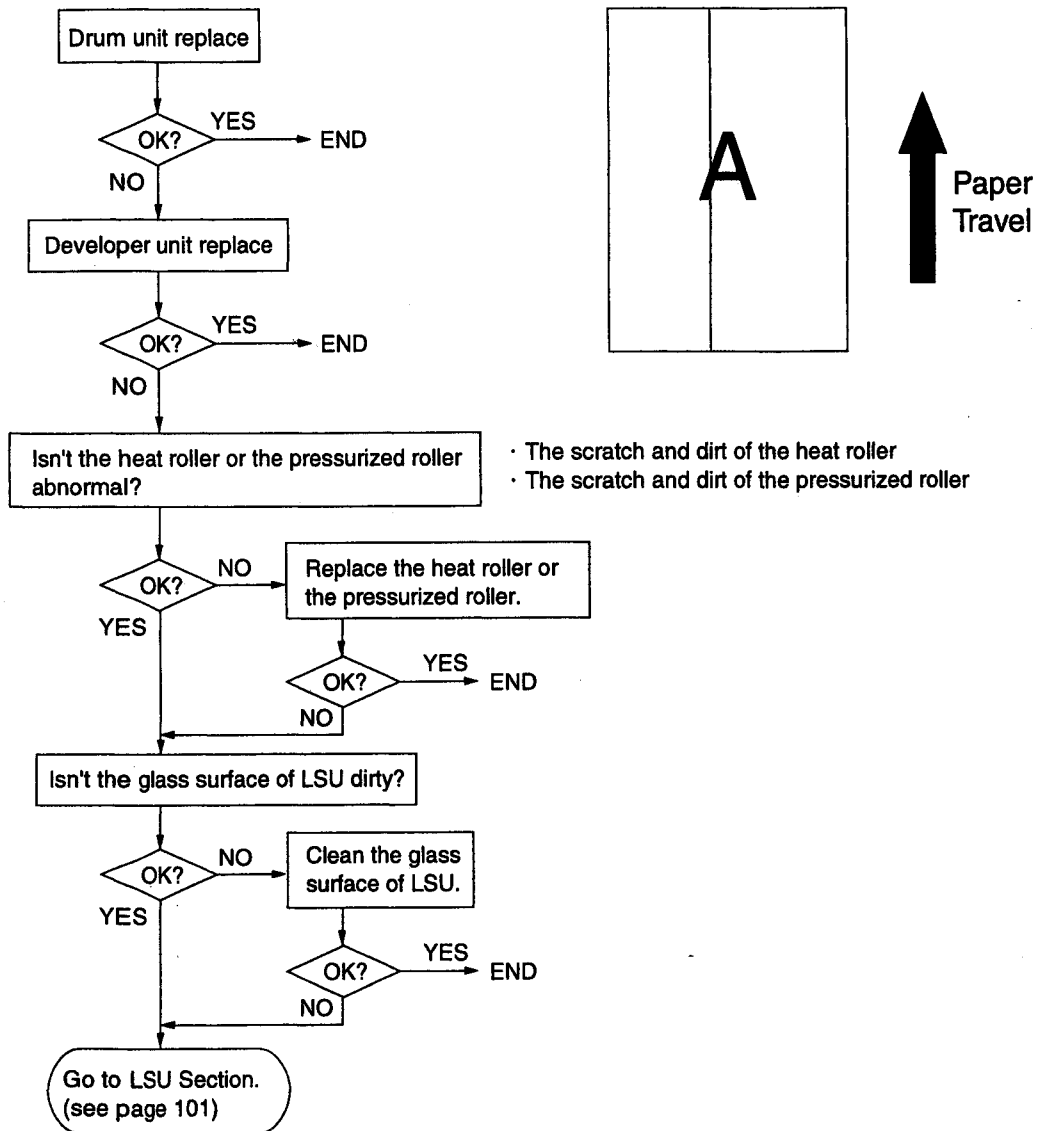 Drum unit replace
OK?
YES
END
NO
Developer unit replace
OK?
YES
END
NO
Isn't the heat roller or the pressurized roller
abnormal?
· The scratch and dirt of the heat roller
· The scratch and dirt of the pressurized roller
OK?
NO
Replace the heat roller or
the pressurized roller.
YES
OK?
YES
END
NO
Isn't the glass surface of LSU dirty?
OK?
NO
Clean the glass
surface of LSU.
YES
OK?
YES
END
NO
Go to LSU Section.
(see page 101)
A
Paper
Travel